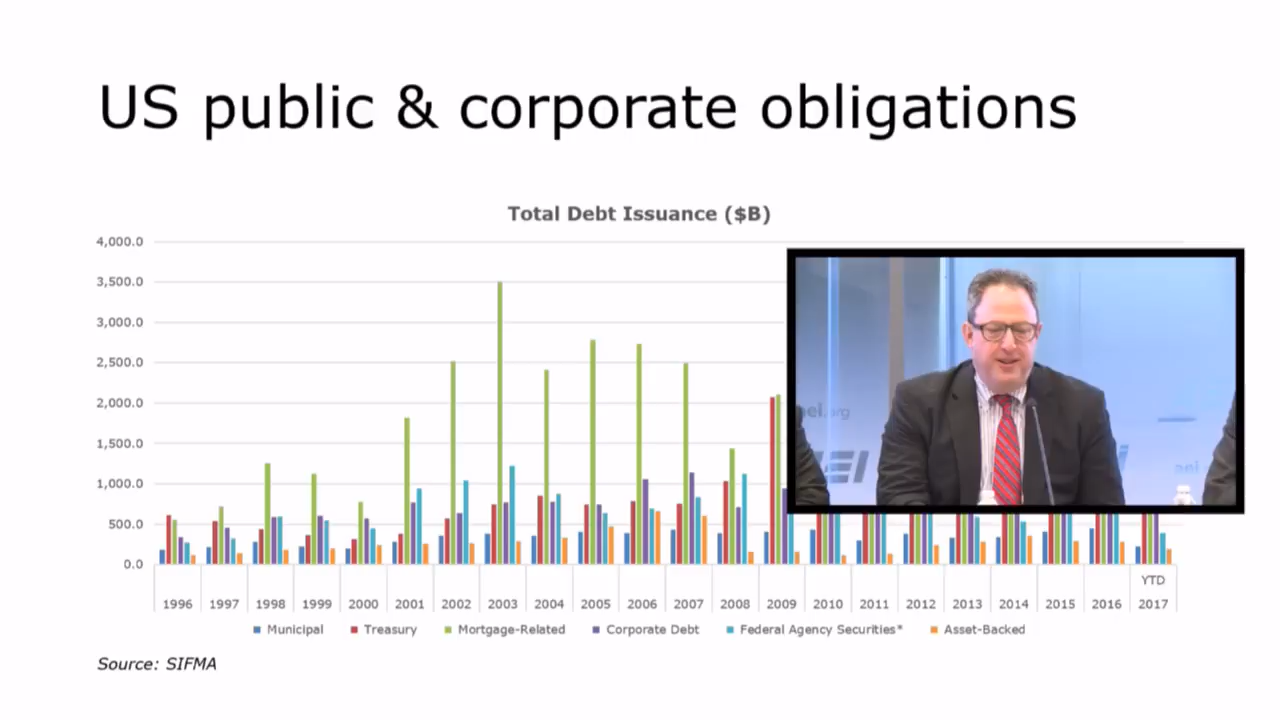 US public & corporate obligations
Total Debt Issuance ($B)
4,000.0
3,500.0
3,000.0
2,500.0
2,000.0
1,500.0
1,000.0
500.0
0.0
YTD
1996 1997 1998 1999 2000 2001 2002 2003 2004 2005 2006 2007 2008 2009 2010 2011 2012 2013 2014 2015 2016 2017
Municipal Treasury Mortgage-Related Corporate Debt Federal Agency Securities* Asset-Backed
Source: SIFMA